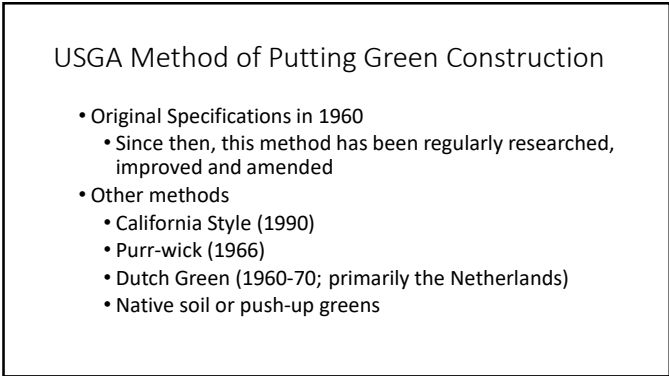 USGA Method of Putting Green Construction
• Original Specifications in 1960
• Since then, this method has been regularly researched,
improved and amended
• Other methods
• California Style (1990)
• Purr-wick (1966)
• Dutch Green (1960-70; primarily the Netherlands)
• Native soil or push-up greens